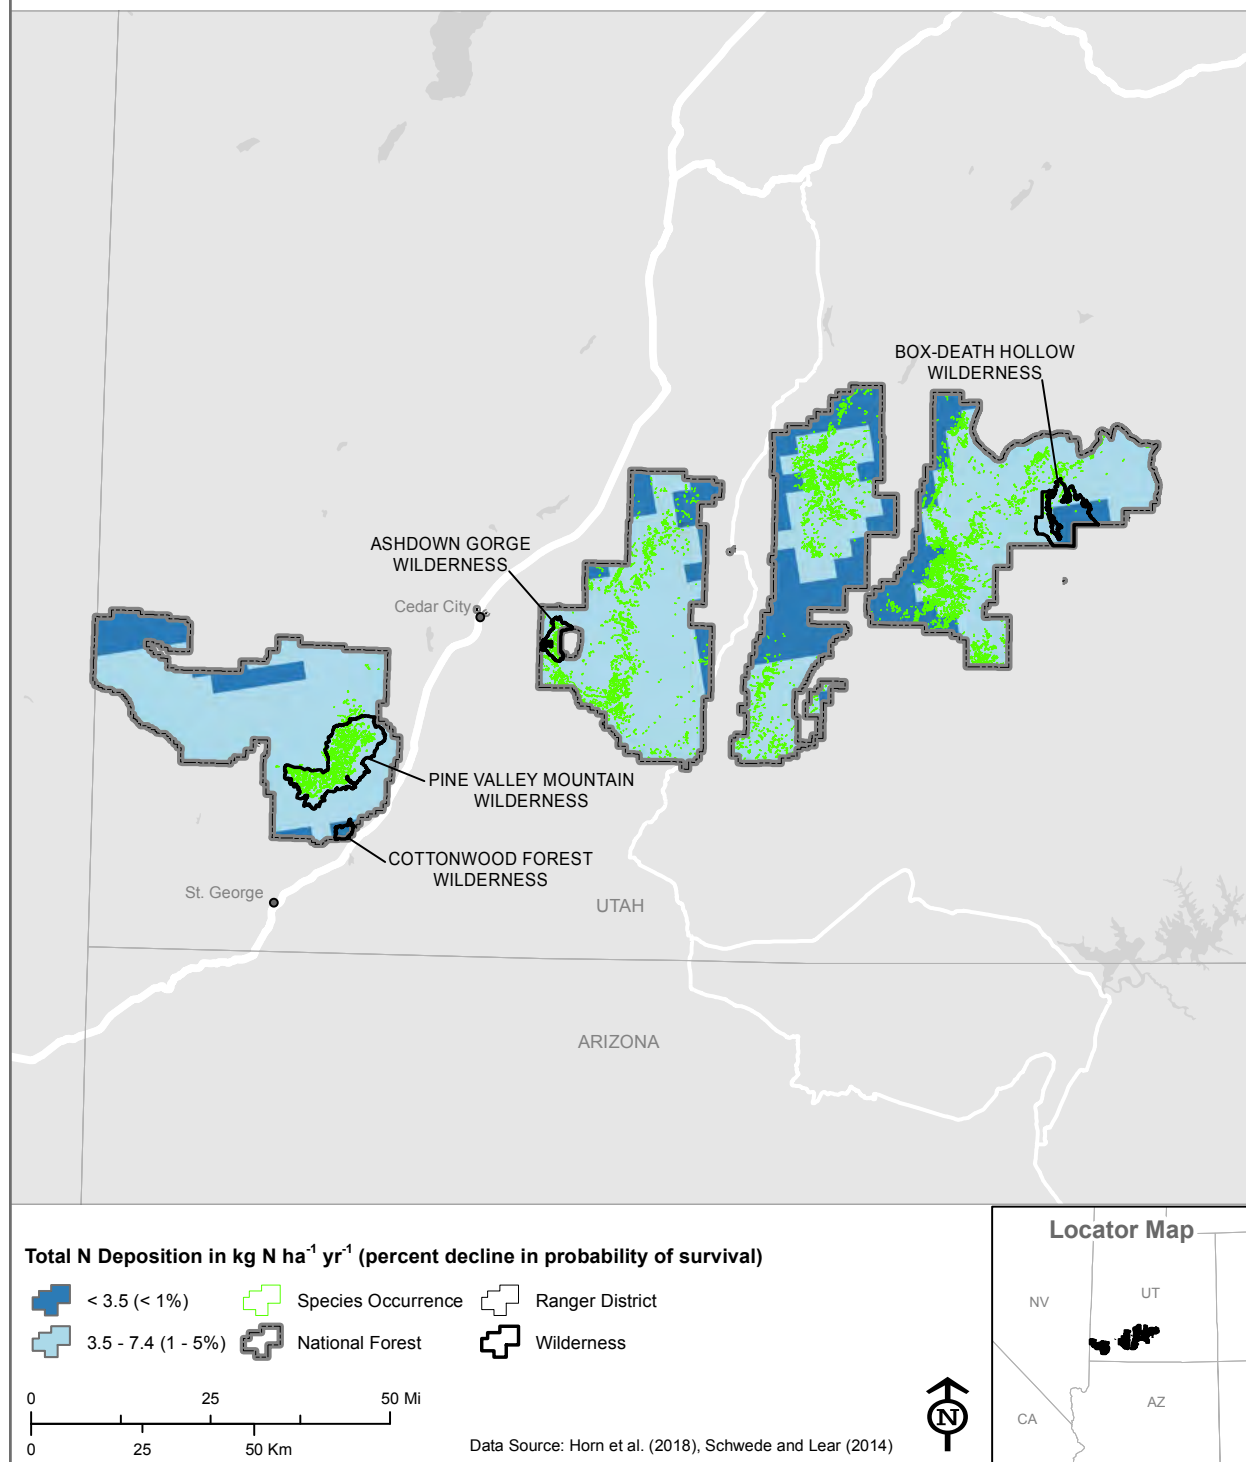 BOX-DEATH HOLLOW
WILDERNESS
ASHDOWN GORGE
WILDERNESS
Cedar City
PINE VALLEY MOUNTAIN
WILDERNESS
COTTONWOOD FOREST
WILDERNESS
St. George
UTAH
ARIZONA
Total N Deposition in kg N ha-1 yr-1 (percent decline in probability of survival)
< 3.5 (< 1%)
Species Occurrence
Ranger District
3.5 - 7.4 (1 - 5%)
National Forest
Wilderness
0 25 50 Mi
0 25 50 Km
N
Data Source: Horn et al. (2018), Schwede and Lear (2014)
Locator Map
NV
UT
CA
AZ